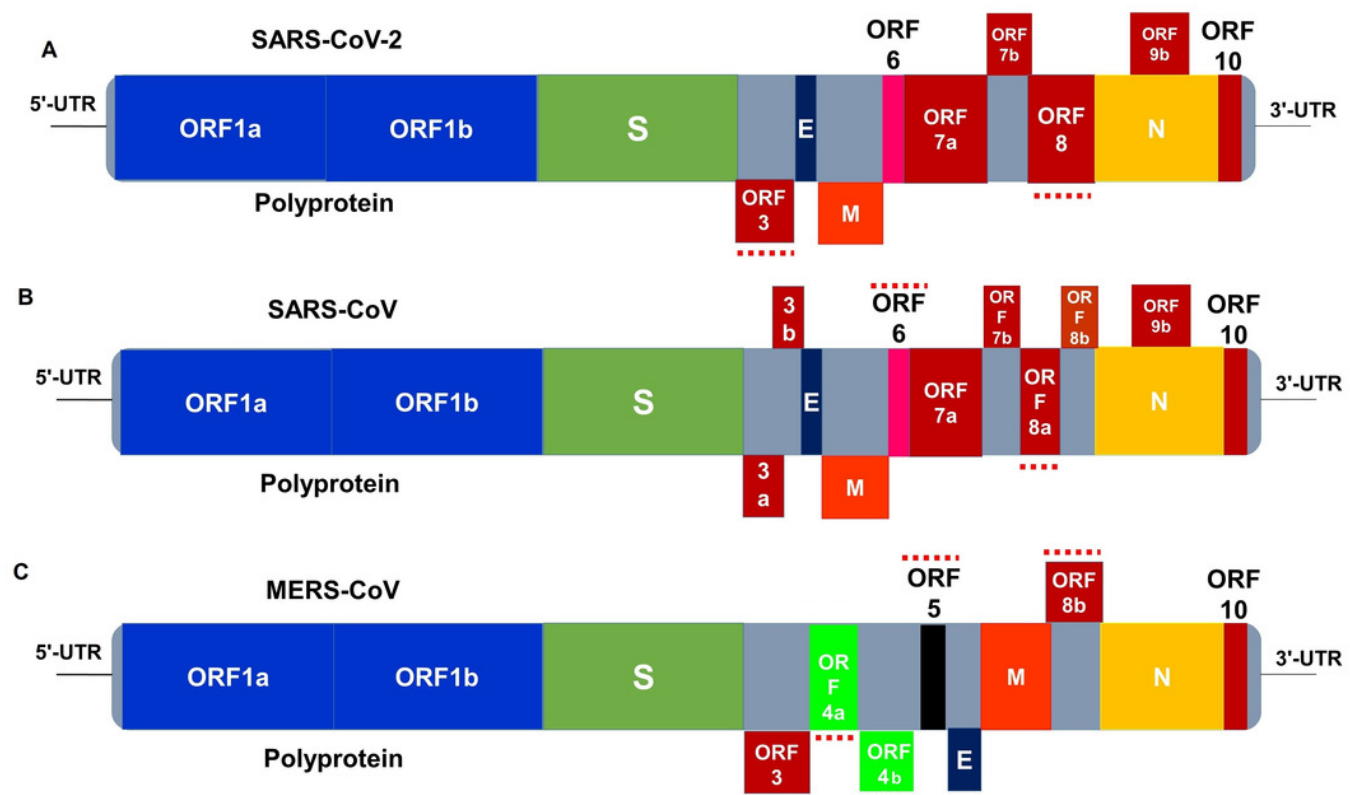 A
SARS-CoV-2
5'-UTR
ORF1a
ORF1b
S
ORF
3
E
M
ORF
6
ORF
7a
ORF
7b
ORF
8
N
ORF
9b
ORF
10
3'-UTR
Polyprotein
B
SARS-CoV
5'-UTR
ORF1a
ORF1b
S
3
a
3
b
E
M
ORF
6
ORF
7a
OR
F
7b
OR
F
8a
OR
F
8b
N
ORF
9b
ORF
10
3'-UTR
Polyprotein
C
MERS-CoV
5'-UTR
ORF1a
ORF1b
S
ORF
3
OR
F
4a
ORF
4b
ORF
5
E
M
ORF
8b
N
ORF
10
3'-UTR
Polyprotein